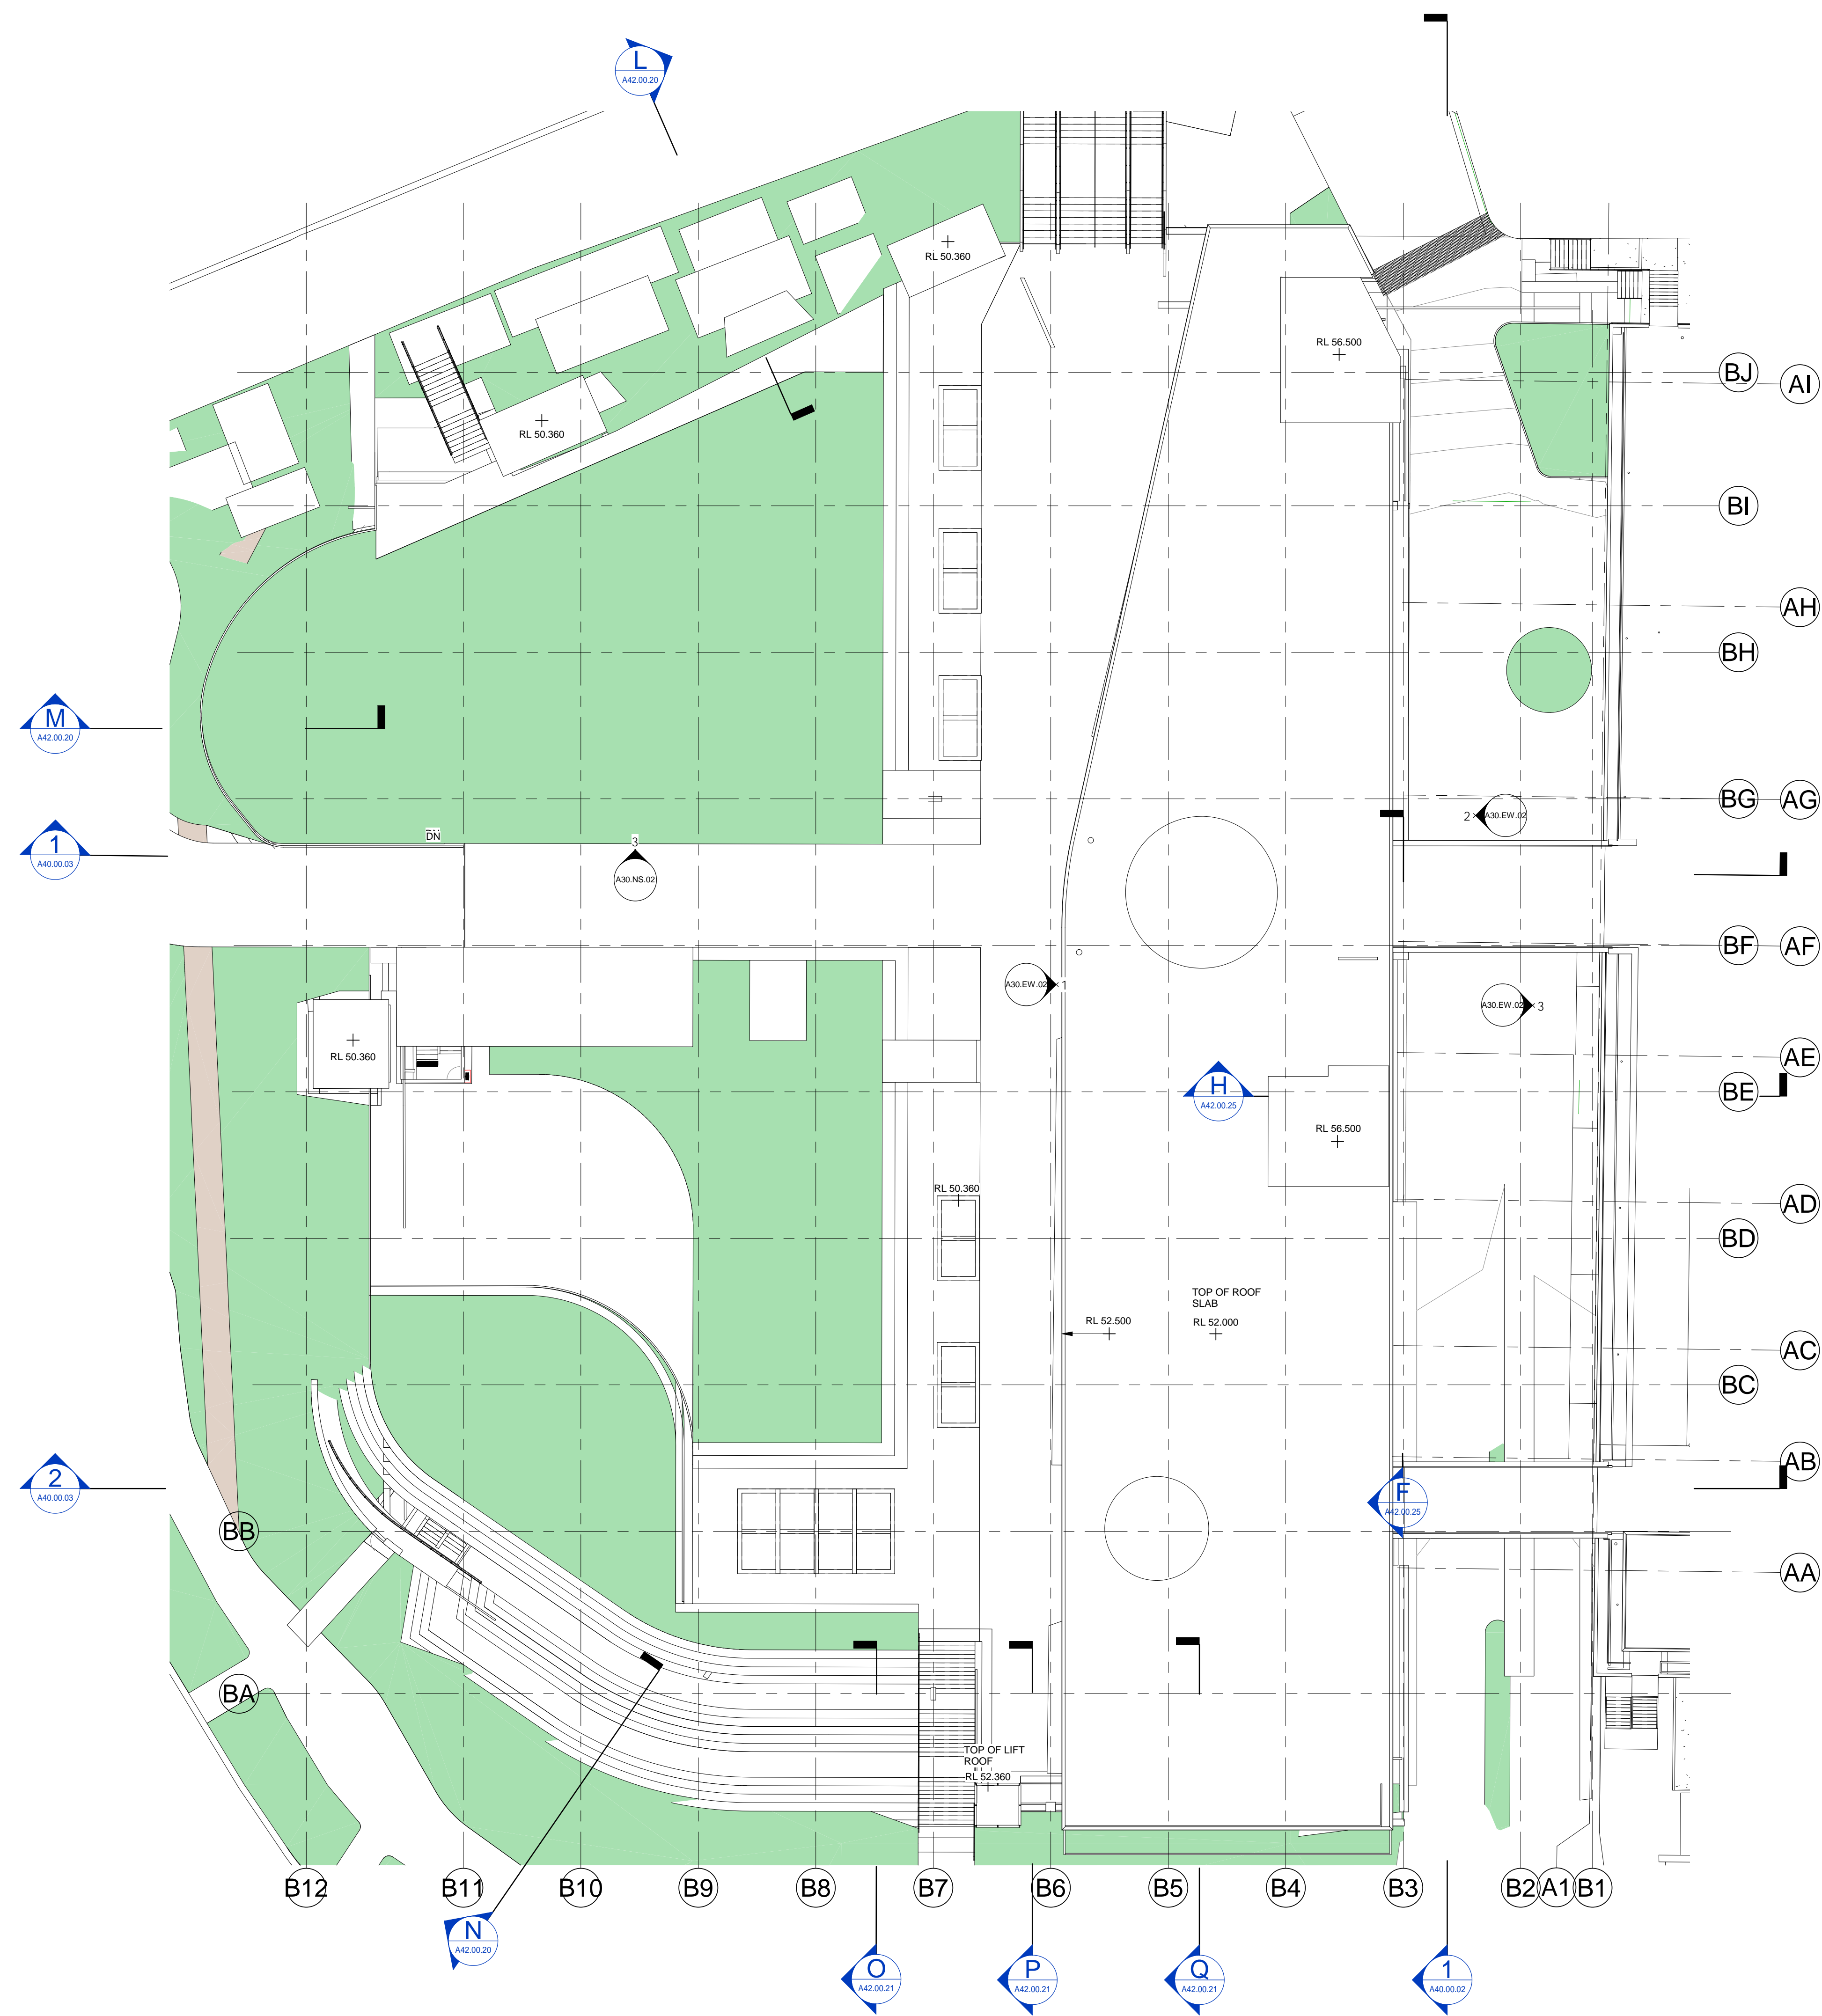 L
A42.00.20
RL 50.360
RL 56.500
BJ
AI
RL 50.360
BI
AH
BH
M
A42.00.20
BG
AG
2
A30.EW.02
1
A40.00.03
DN
3
A30.NS.02
BF
AF
A30.EW.02
1
A30.EW.02
3
RL 50.360
AE
BE
H
A42.00.25
RL 56.500
RL 50.360
AD
BD
TOP OF ROOF
SLAB
RL 52.500
RL 52.000
AC
BC
AB
2
A40.00.03
F
A42.00.25
BB
AA
BA
TOP OF LIFT
ROOF
RL 52.360
B12
B11
B10
B9
B8
B7
B6
B5
B4
B3
B2
A1
B1
N
A42.00.20
O
A42.00.21
P
A42.00.21
Q
A42.00.21
1
A40.00.02